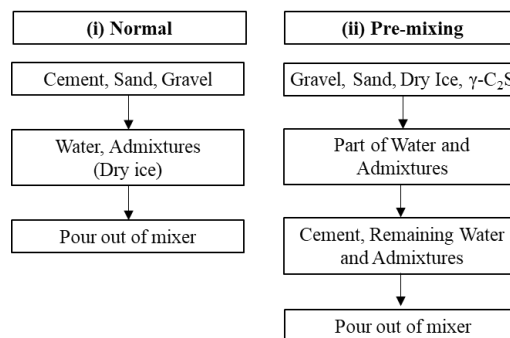 (i) Normal
Cement, Sand, Gravel
Water, Admixtures
(Dry ice)
Pour out of mixer
(ii) Pre-mixing
Gravel, Sand, Dry Ice, γ-C₂S
Part of Water and
Admixtures
Cement, Remaining Water
and Admixtures
Pour out of mixer